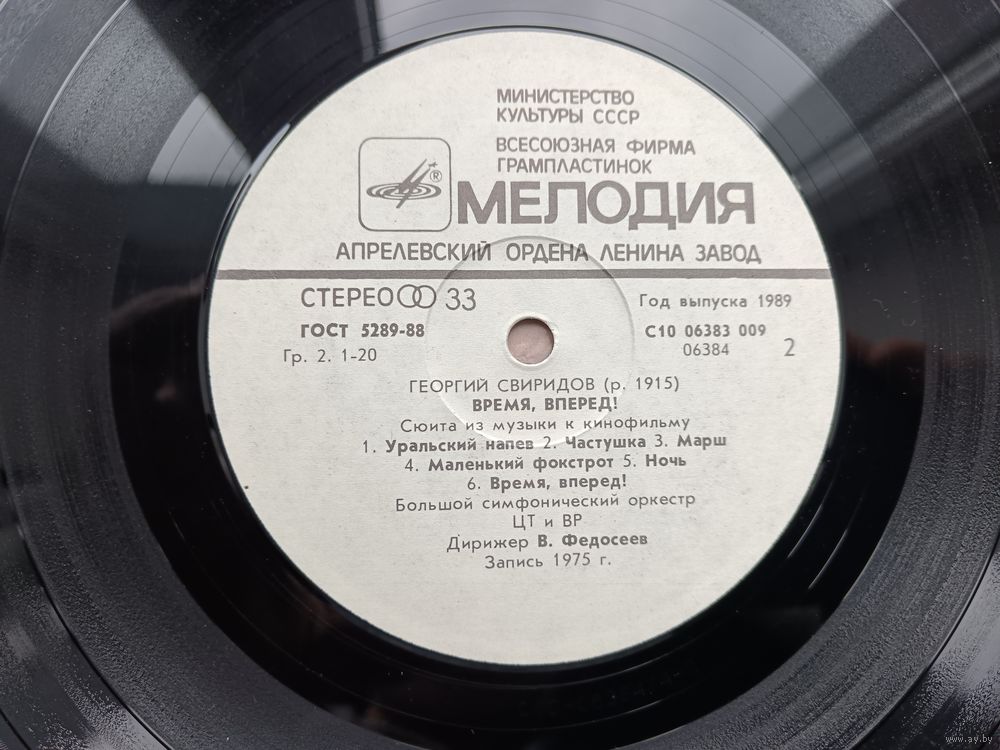 МИНИСТЕРСТВО
КУЛЬТУРЫ СССР
ВСЕСОЮЗНАЯ ФИРМА
ГРАМПЛАСТИНОК
®
МЕЛОДИЯ
АПРЕЛЕВСКИЙ ОРДЕНА ЛЕНИНА ЗАВОД
СТЕРЕО 33
Год выпуска 1989
ГОСТ 5289-88
С10 06383 009
Гр. 2. 1-20
06384
2
ГЕОРГИЙ СВИРИДОВ (р. 1915)
ВРЕМЯ, ВПЕРЕД!
Сюита из музыки к кинофильму
1. Уральский напев 2. Частушка 3. Марш
4. Маленький фокстрот 5. Ночь
6. Время, вперед!
Большой симфонический оркестр
ЦТ и ВР
Дирижер В. Федосеев
Запись 1975 г.
www.ay.by